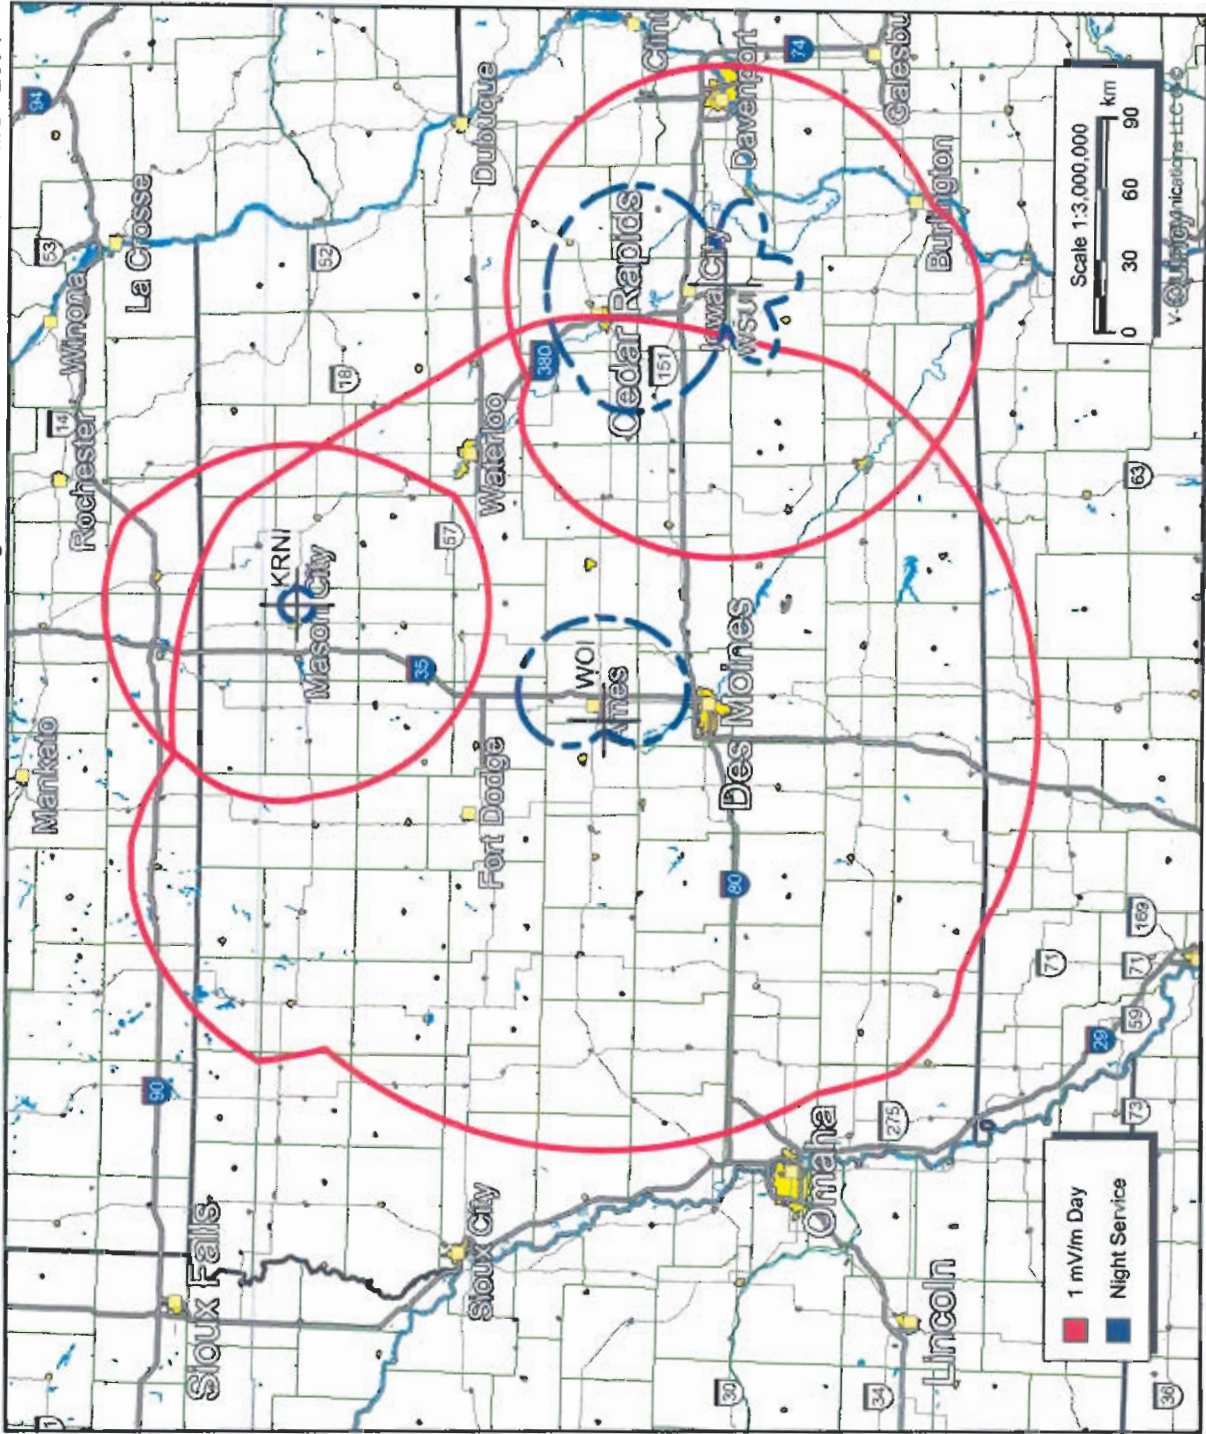 94
53
Winona
La Crosse
14
Rochester
Mankato
90
Sioux Falls
52
18
KRNI
Mason City
35
57
Dubuque
Waterloo
Fort Dodge
Sioux City
380
Cedar Rapids
151
Iowa City
WSUI
WOI
Ames
Clint
Davenport
74
Galesbu
Burlington
Des Moines
80
Omaha
275
Lincoln
30
34
36
63
71
169
71
59
29
73
1
1 mV/m Day
Night Service
Scale 1:3,000,000
0 30 60 90 km